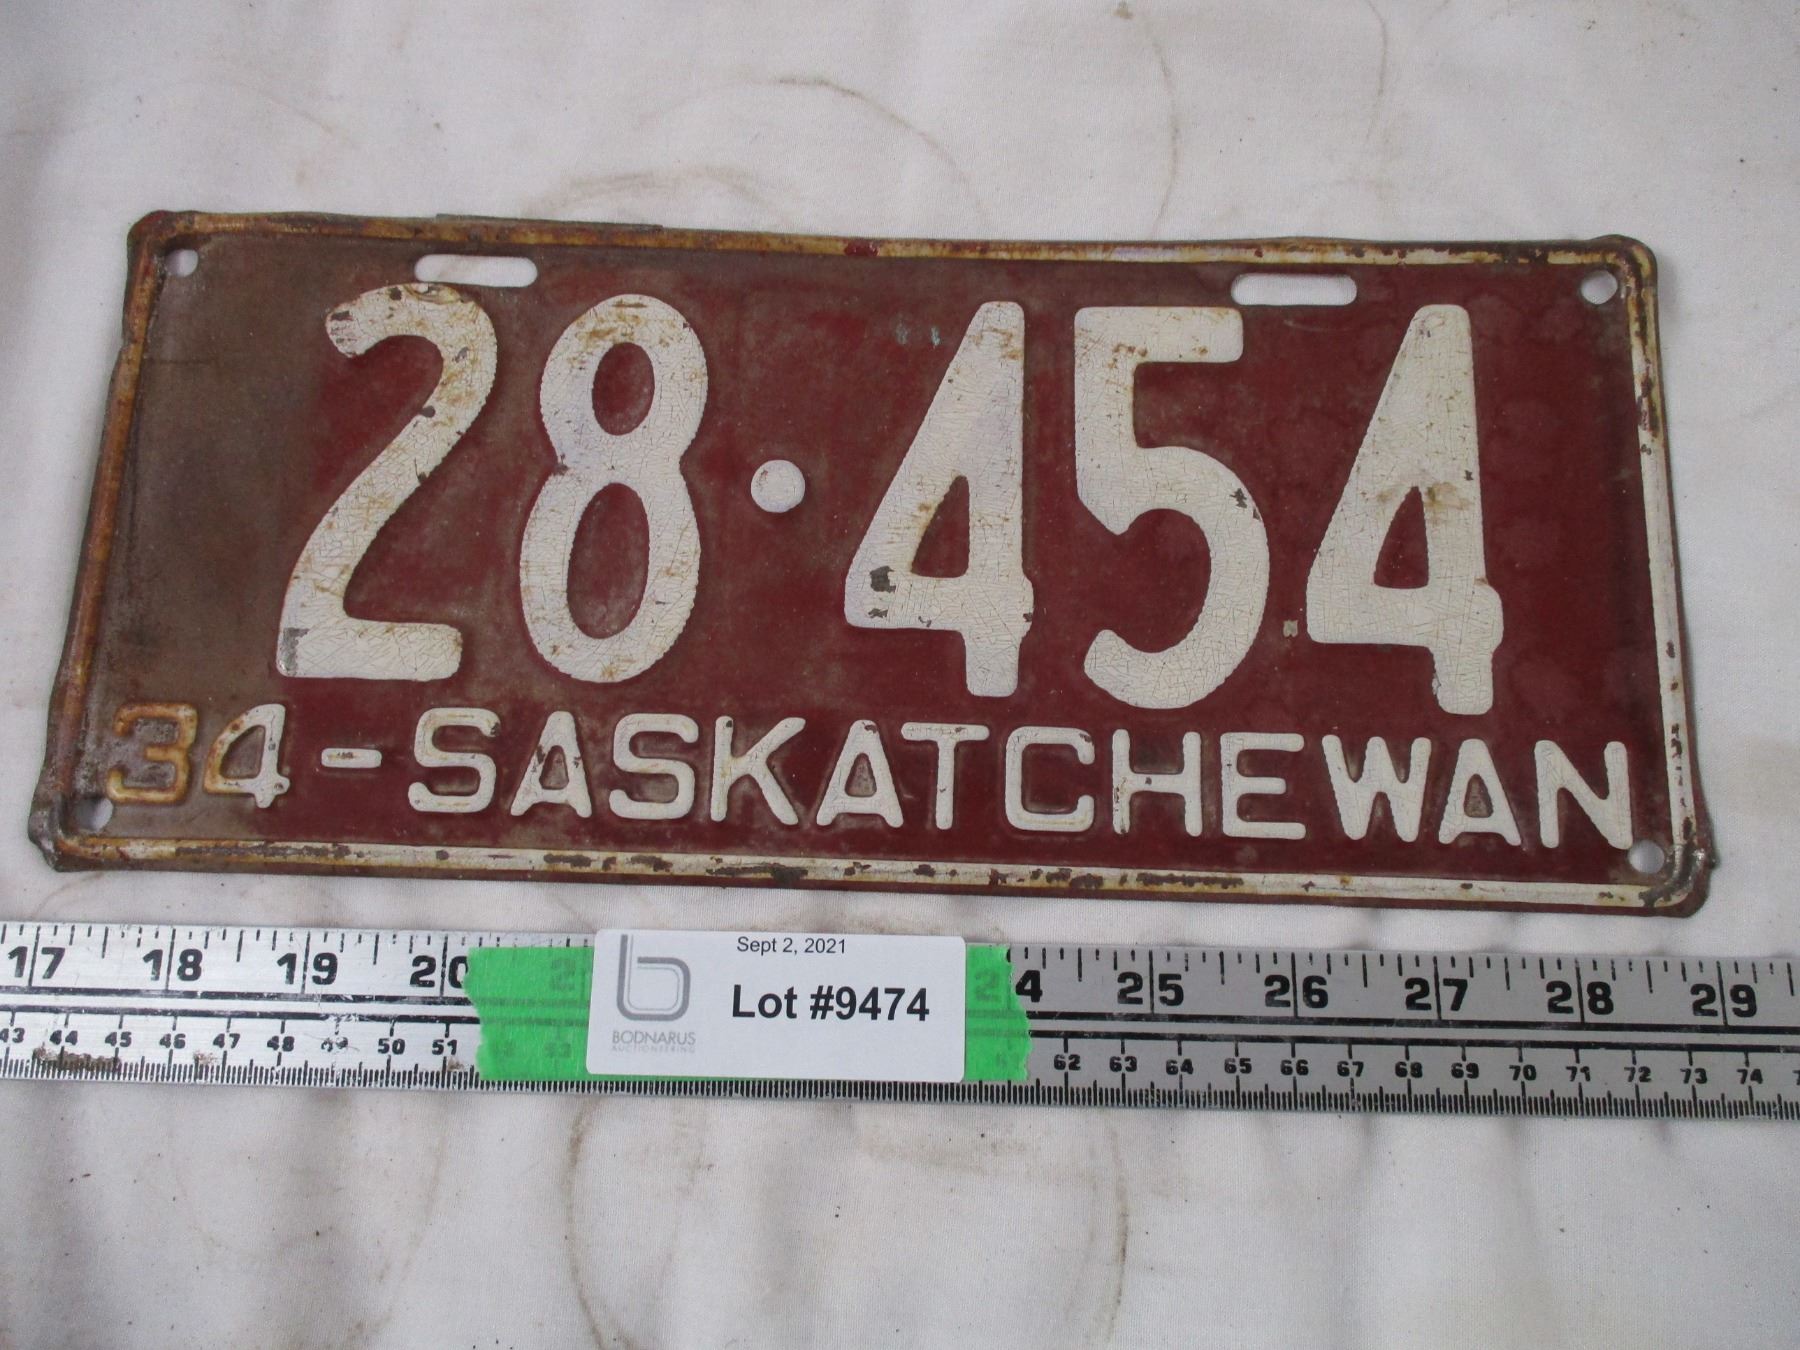 28·454
34-SASKATCHEWAN
17 18 19 20 24 25 26 27 28 29
43 44 45 46 47 48 49 50 51 62 63 64 65 66 67 68 69 70 71 72 73 74
Sept 2, 2021
Lot #9474
BODNARUS
AUCTIONEERING